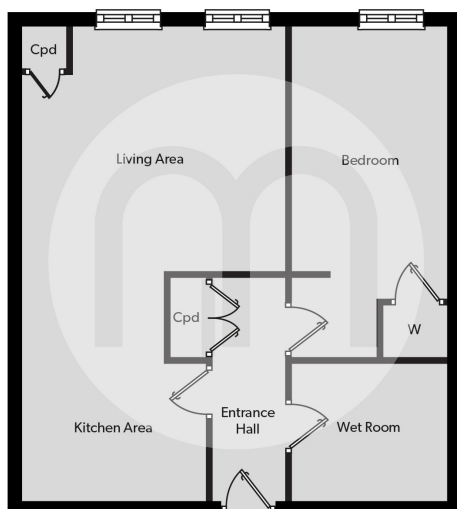 Cpd
Living Area
Bedroom
Cpd
W
Kitchen Area
Entrance
Hall
Wet Room